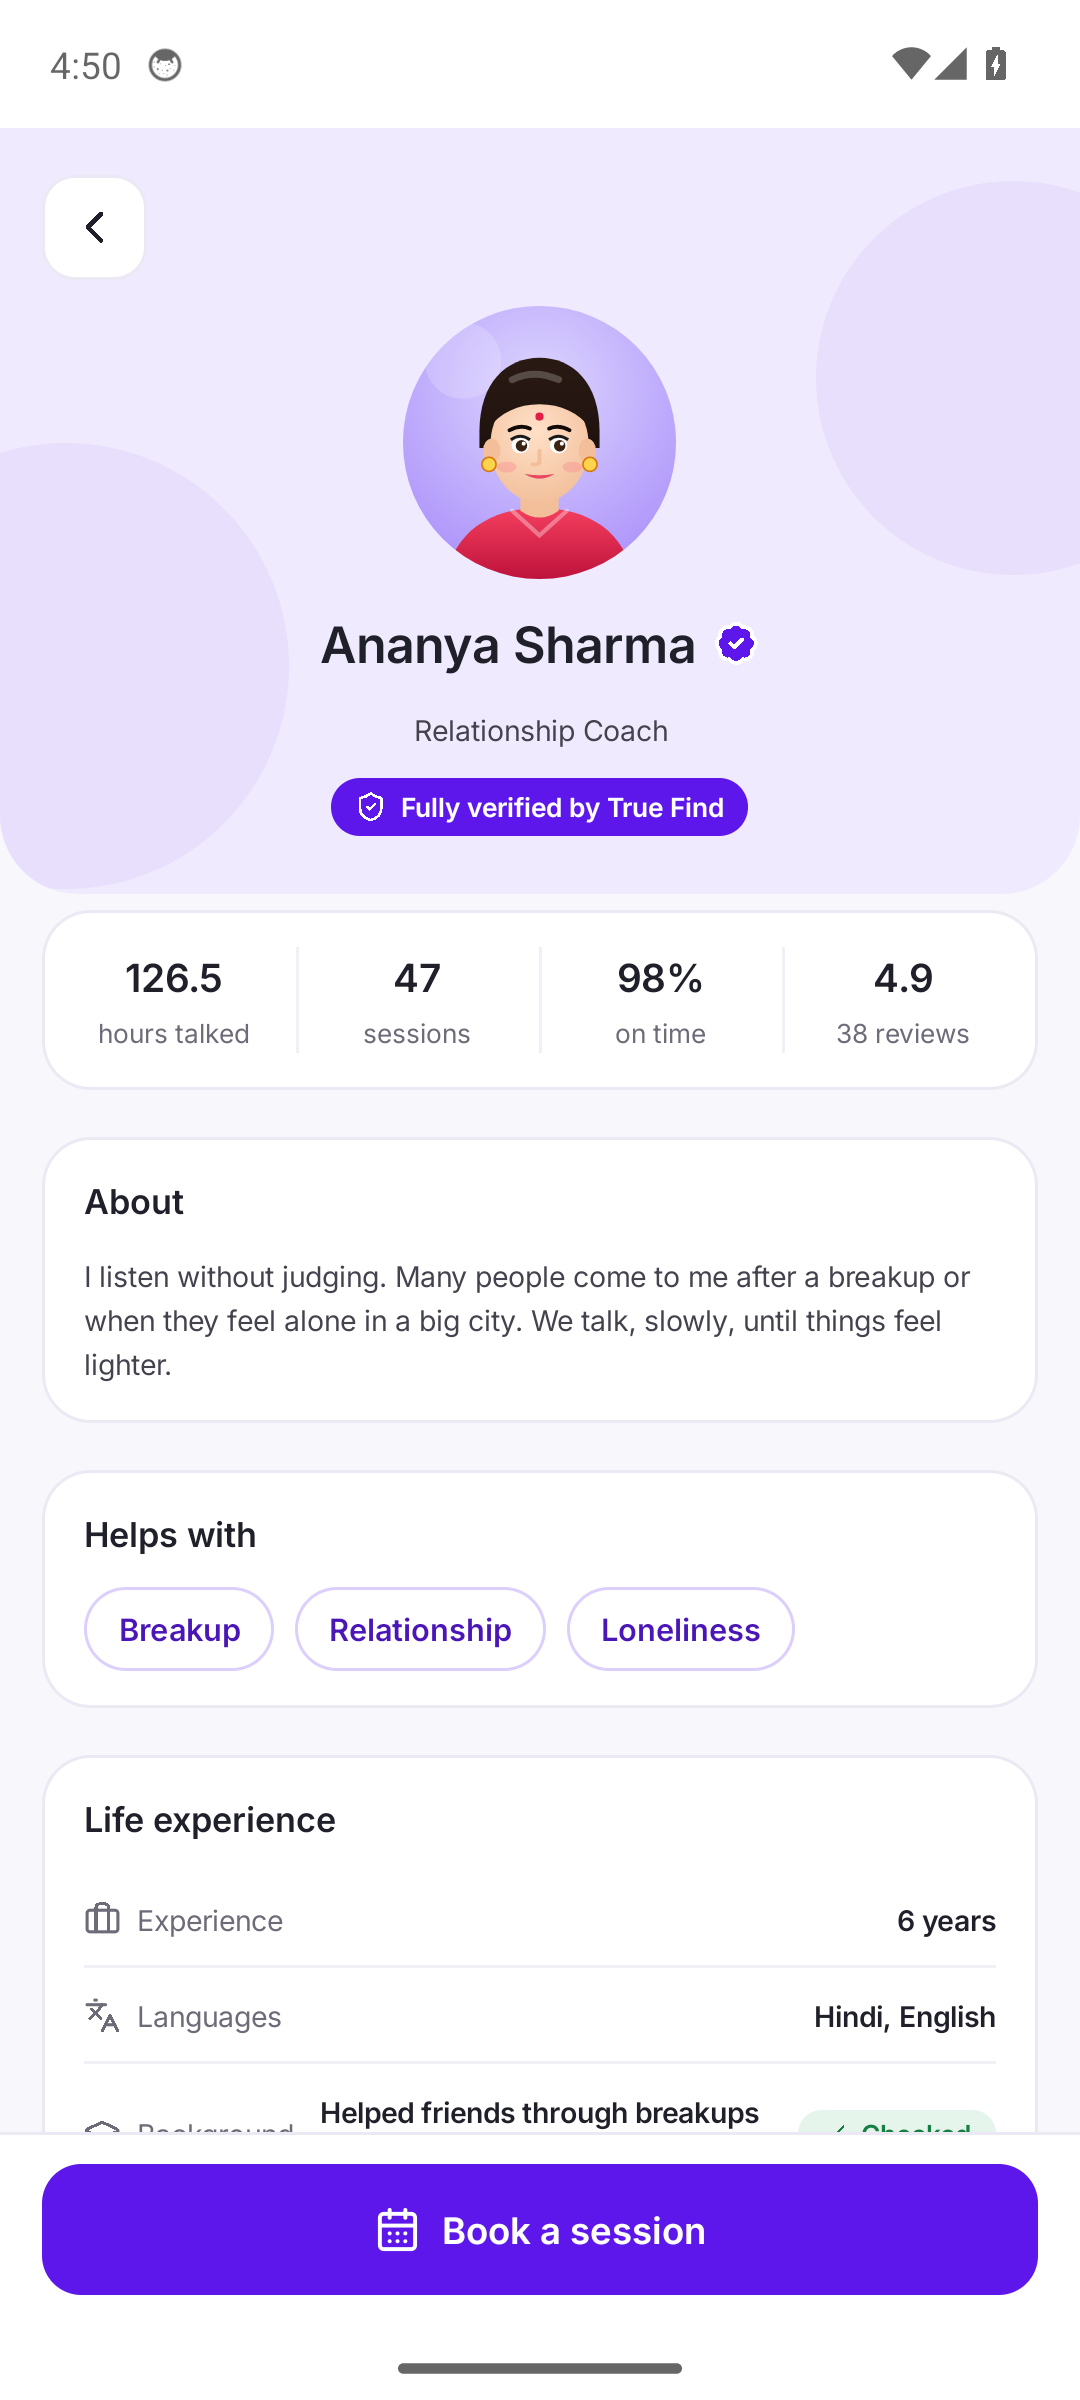 4:50
Ananya Sharma
Relationship Coach
Fully verified by True Find
126.5
hours talked
47
sessions
98%
on time
4.9
38 reviews
About
I listen without judging. Many people come to me after a breakup or
when they feel alone in a big city. We talk, slowly, until things feel
lighter.
Helps with
Breakup
Relationship
Loneliness
Life experience
Experience
6 years
Languages
Hindi, English
Background
Helped friends through breakups
Checked
Book a session